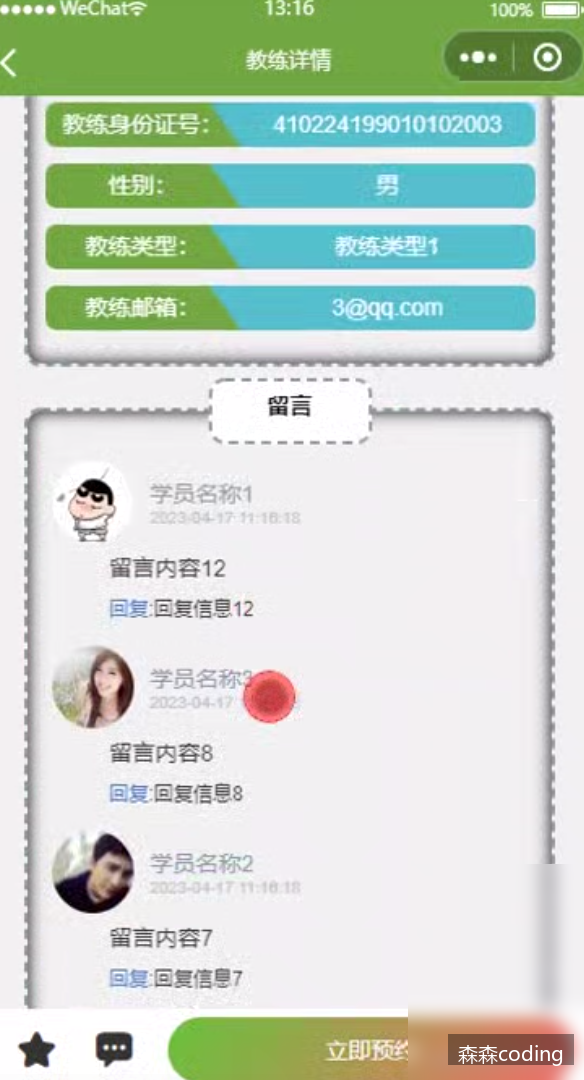 WeChat 13:16 100%
教练详情
教练身份证号: 410224199010102003
性别: 男
教练类型: 教练类型1
教练邮箱: 3@qq.com
留言
学员名称1
2023-04-17 11:16:18
留言内容12
回复:回复信息12
学员名称3
2023-04-17
留言内容8
回复:回复信息8
学员名称2
2023-04-17 11:16:18
留言内容7
回复:回复信息7
立即预约
森森coding